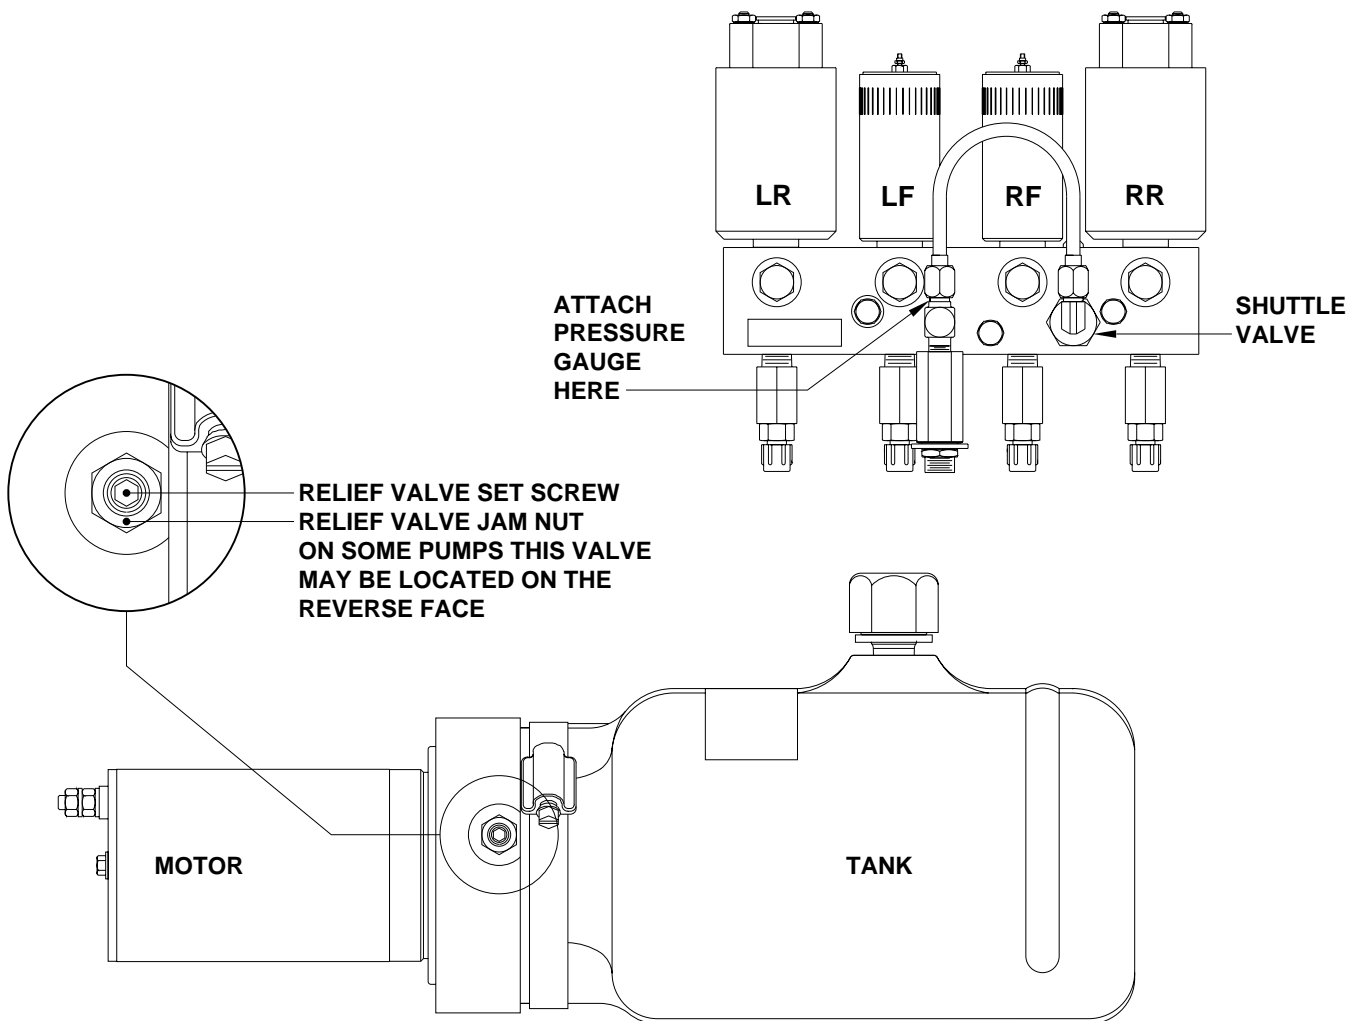 LR
LF
RF
RR
ATTACH
PRESSURE
GAUGE
HERE
SHUTTLE
VALVE
RELIEF VALVE SET SCREW
RELIEF VALVE JAM NUT
ON SOME PUMPS THIS VALVE
MAY BE LOCATED ON THE
REVERSE FACE
MOTOR
TANK